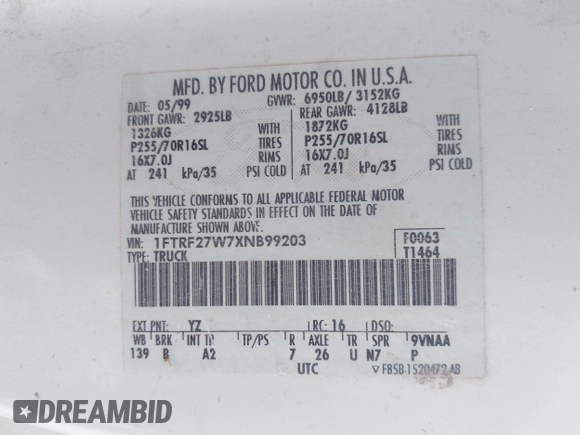 MFD. BY FORD MOTOR CO. IN U.S.A.
DATE: 05/99 GVWR: 6950LB/ 3152KG
FRONT GAWR: 2925LB REAR GAWR: 4128LB
1326KG WITH 1872KG WITH
P255/70R16SL TIRES P255/70R16SL TIRES
16X7.0J RIMS 16X7.0J RIMS
AT 241 kPa/35 PSI COLD AT 241 kPa/35 PSI COLD
THIS VEHICLE CONFORMS TO ALL APPLICABLE FEDERAL MOTOR
VEHICLE SAFETY STANDARDS IN EFFECT ON THE DATE OF
MANUFACTURE SHOWN ABOVE.
VIN: 1FTRF27W7XNB99203 F0063
TYPE: TRUCK T1464
EXT PNT: YZ RC: 16 DSO:
WB BRK INT TR TP/PS R AXLE TR SPR 9VNAA
139 B A2 7 26 U N7 P
UTC F85B-1520472-AB
DREAMBID